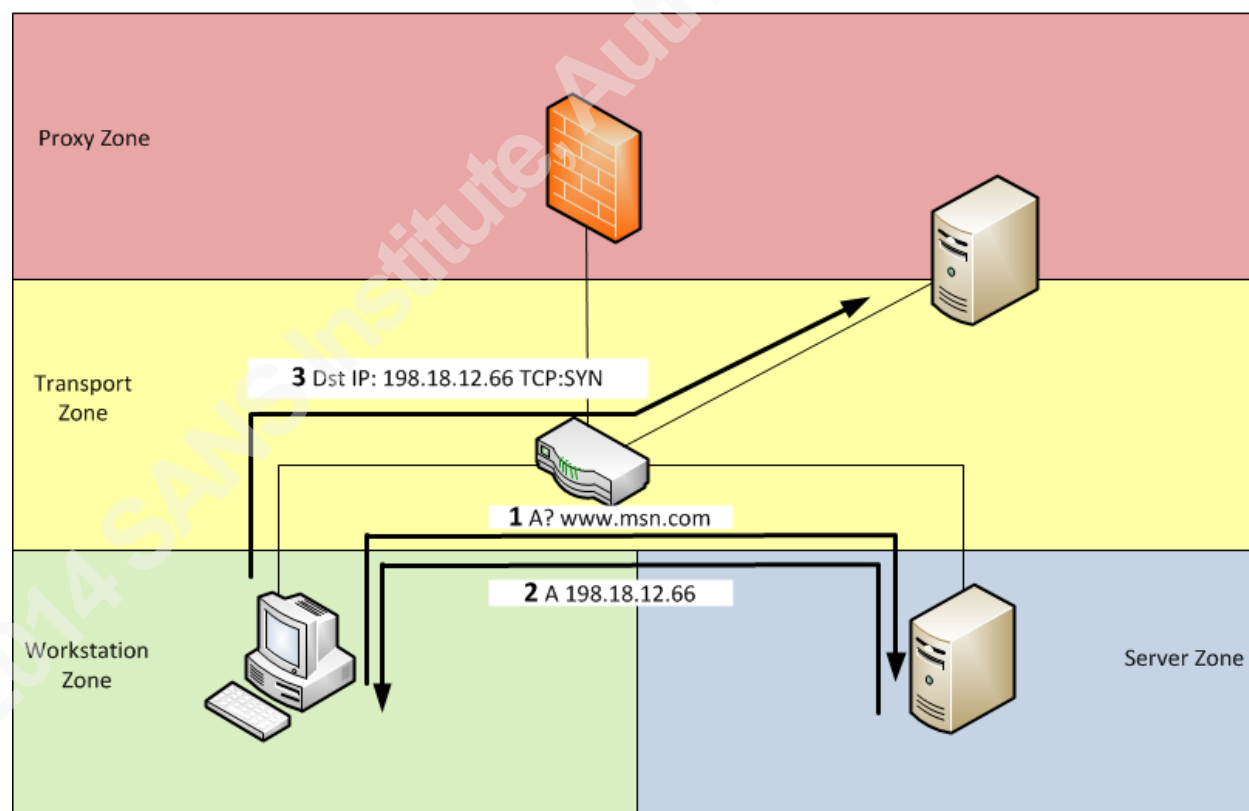 Proxy Zone
3 Dst IP: 198.18.12.66 TCP:SYN
Transport
Zone
1 A? www.msn.com
2 A 198.18.12.66
Workstation
Zone
Server Zone
2014 SANS Institute, Auth